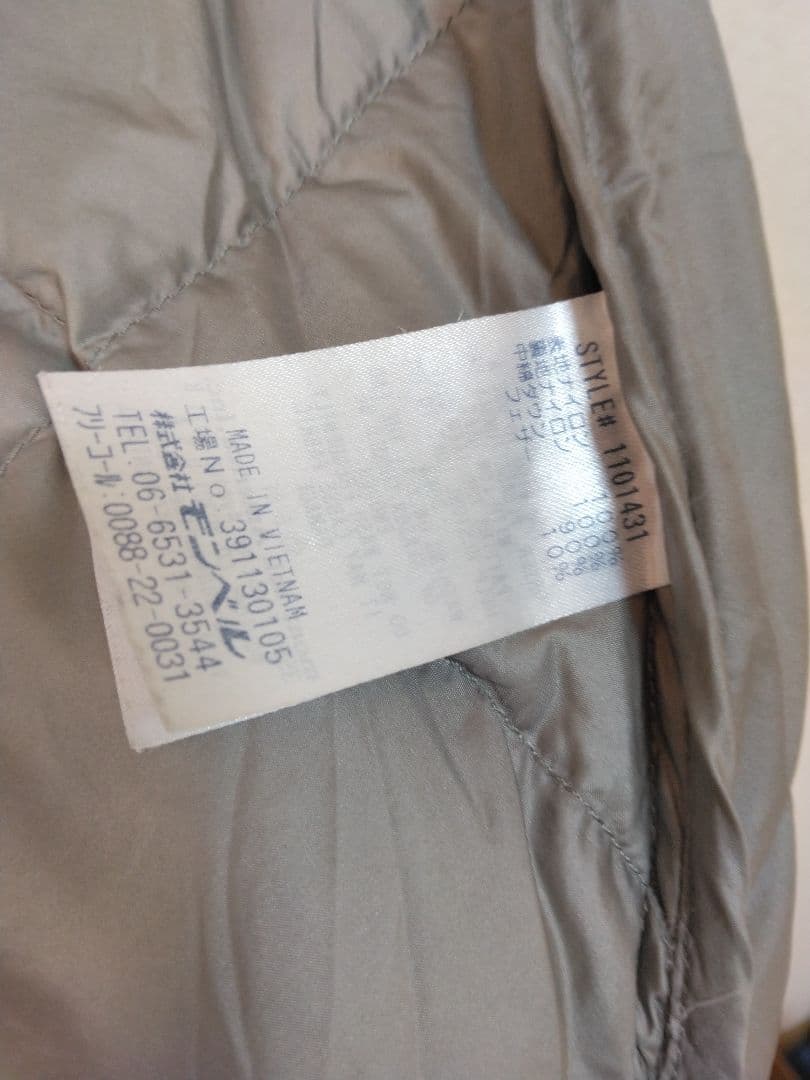 STYLE# 1101431
表地ナイロン 100%
裏地ナイロン 100%
中綿ダウン 90%
フェザー 10%
MADE IN VIETNAM
工場No.391130105
株式会社モンベル
TEL:06-6531-3544
フリーコール:0088-22-0031